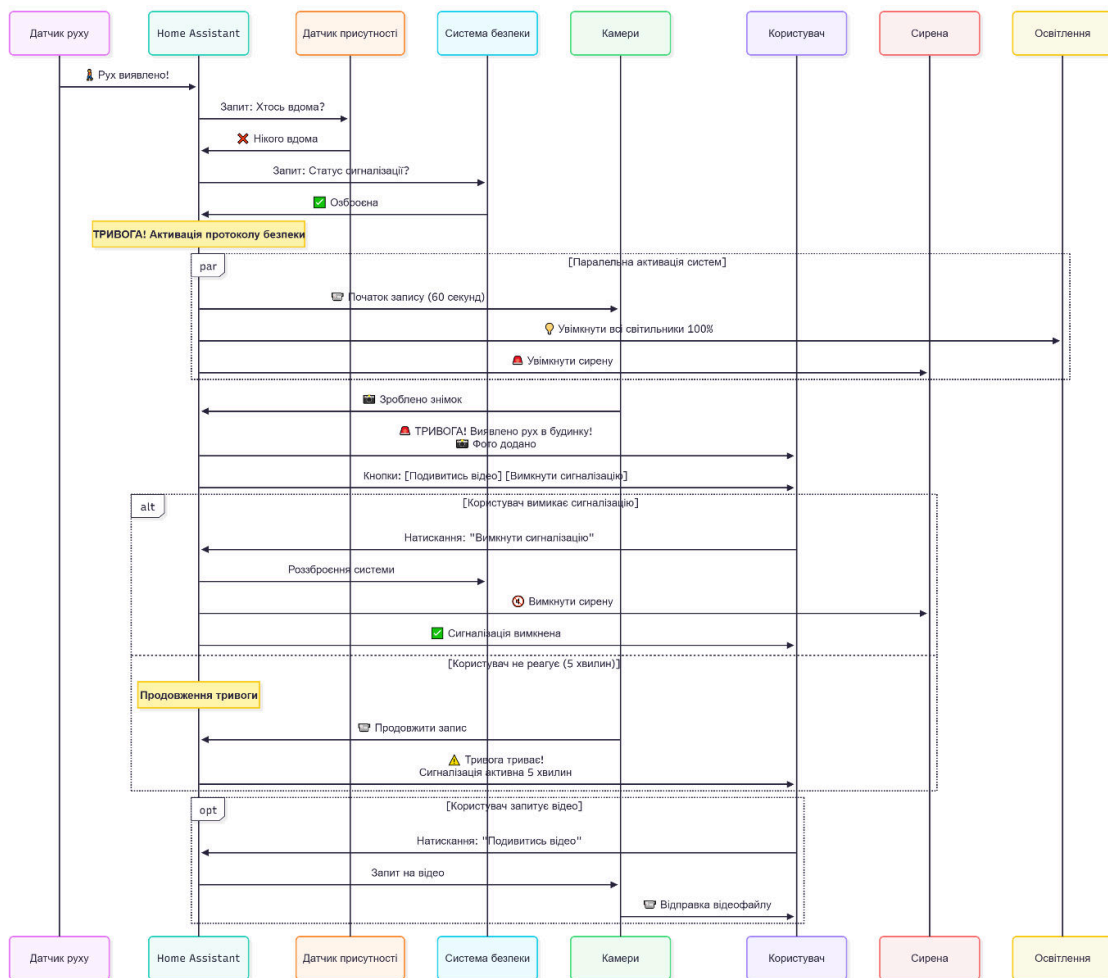 Датчик руху
Home Assistant
Датчик присутності
Система безпеки
Камери
Користувач
Сирена
Освітлення
Рух виявлено!
Запит: Хтось вдома?
Нікого вдома
Запит: Статус сигналізації?
Озброєна
ТРИВОГА! Активація протоколу безпеки
par
[Паралельна активація систем]
Початок запису (60 секунд)
Увімкнути всі світильники 100%
Увімкнути сирену
Зроблено знімок
ТРИВОГА! Виявлено рух в будинку!
Фото додано
Кнопки: [Подивитись відео] [Вимкнути сигналізацію]
alt
[Користувач вимикає сигналізацію]
Натискання: "Вимкнути сигналізацію"
Роззброєння системи
Вимкнути сирену
Сигналізація вимкнена
[Користувач не реагує (5 хвилин)]
Продовження тривоги
Продовжити запис
Тривога триває!
Сигналізація активна 5 хвилин
opt
[Користувач запитує відео]
Натискання: "Подивитись відео"
Запит на відео
Відправка відеофайлу
Датчик руху
Home Assistant
Датчик присутності
Система безпеки
Камери
Користувач
Сирена
Освітлення